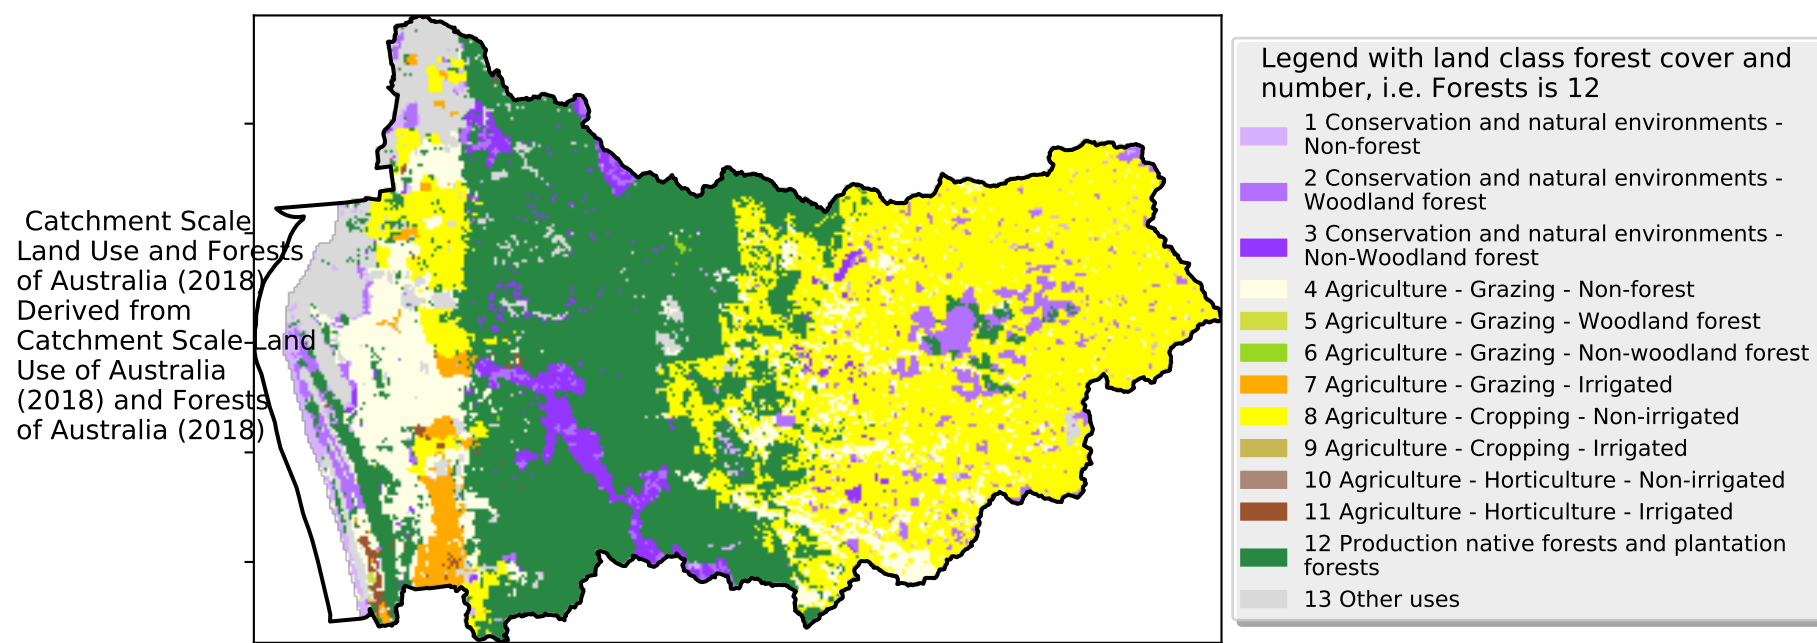 Catchment Scale
Land Use and Forests
of Australia (2018)
Derived from
Catchment Scale Land
Use of Australia
(2018) and Forests
of Australia (2018)
Legend with land class forest cover and
number, i.e. Forests is 12
1 Conservation and natural environments -
Non-forest
2 Conservation and natural environments -
Woodland forest
3 Conservation and natural environments -
Non-Woodland forest
4 Agriculture - Grazing - Non-forest
5 Agriculture - Grazing - Woodland forest
6 Agriculture - Grazing - Non-woodland forest
7 Agriculture - Grazing - Irrigated
8 Agriculture - Cropping - Non-irrigated
9 Agriculture - Cropping - Irrigated
10 Agriculture - Horticulture - Non-irrigated
11 Agriculture - Horticulture - Irrigated
12 Production native forests and plantation
forests
13 Other uses